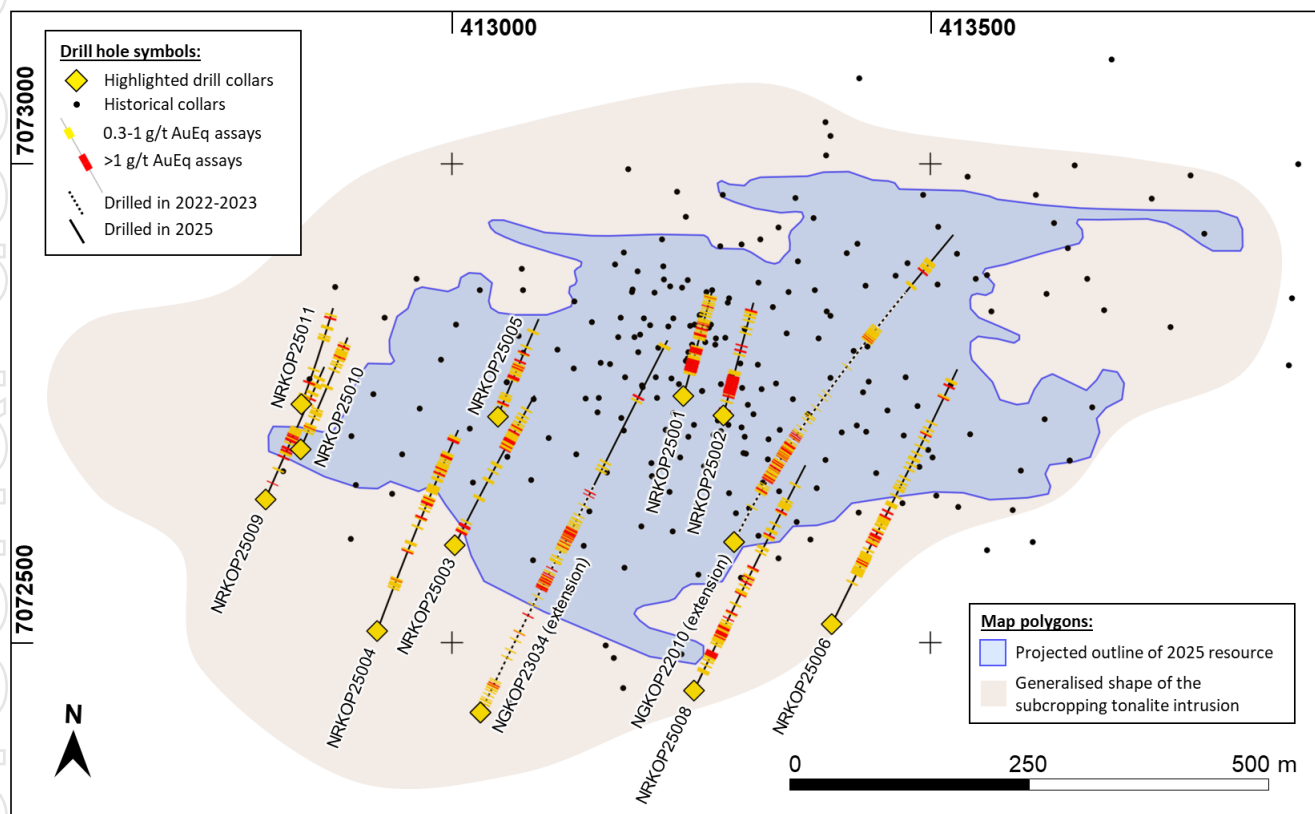 413000
413500
Drill hole symbols:
Highlighted drill collars
Historical collars
0.3-1 g/t AuEq assays
>1 g/t AuEq assays
Drilled in 2022-2023
Drilled in 2025
7073000
7072500
NRKOP25011
NRKOP25010
NRKOP25009
NRKOP25005
NRKOP25004
NRKOP25003
NGKOP23034 (extension)
NRKOP25001
NRKOP25002
NGKOP22010 (extension)
NRKOP25008
NRKOP25006
Map polygons:
Projected outline of 2025 resource
Generalised shape of the
subcropping tonalite intrusion
N
0 250 500 m